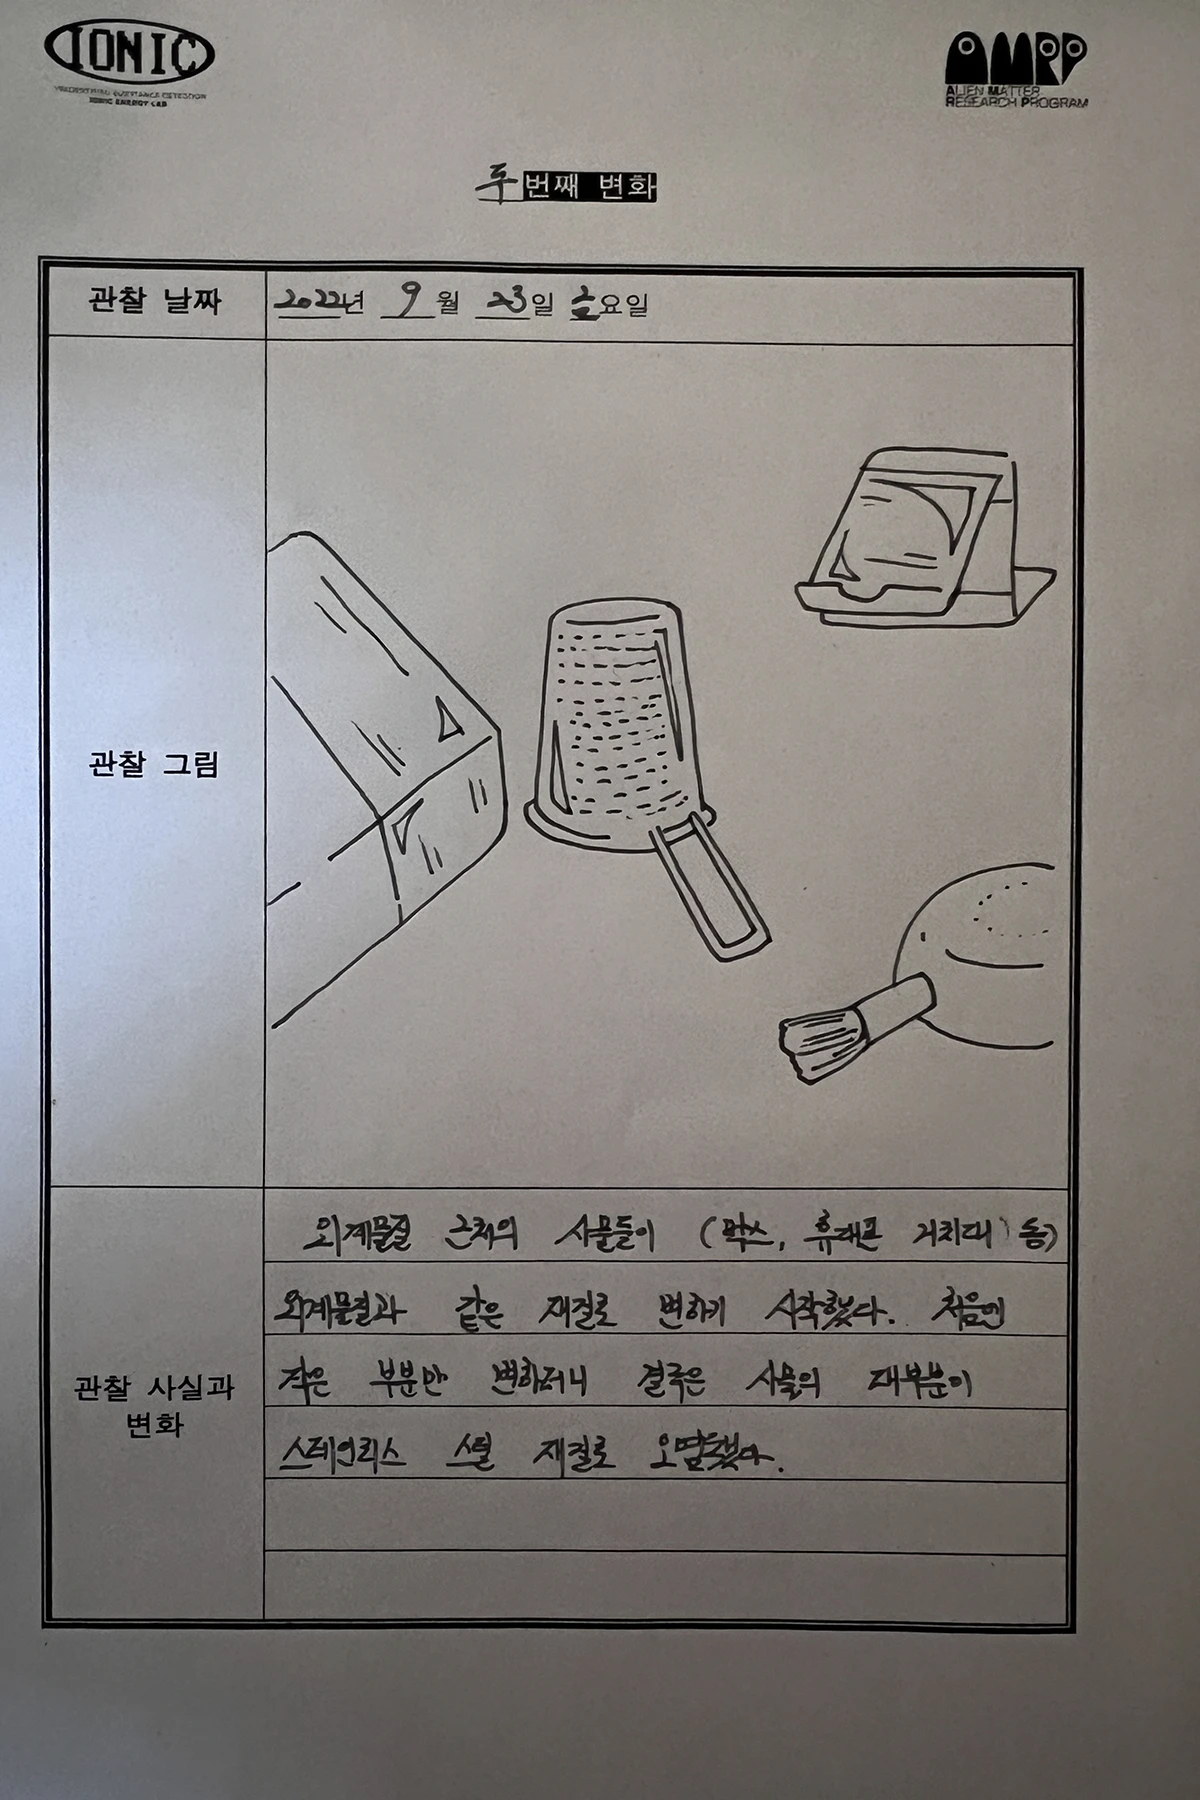 IONIC
IONIC ENERGY LAB
AMRP
ALIEN MATTER
RESEARCH PROGRAM
두번째 변화
관찰 날짜
2022년 9월 23일 금요일
관찰 그림
관찰 사실과
변화
외계물질 근처의 사물들이 (박스, 휴대폰 거치대 등)
외계물질과 같은 재질로 변하기 시작했다. 처음엔
작은 부분만 변하더니 결국은 사물의 대부분이
스테인리스 스틸 재질로 오염됐다.